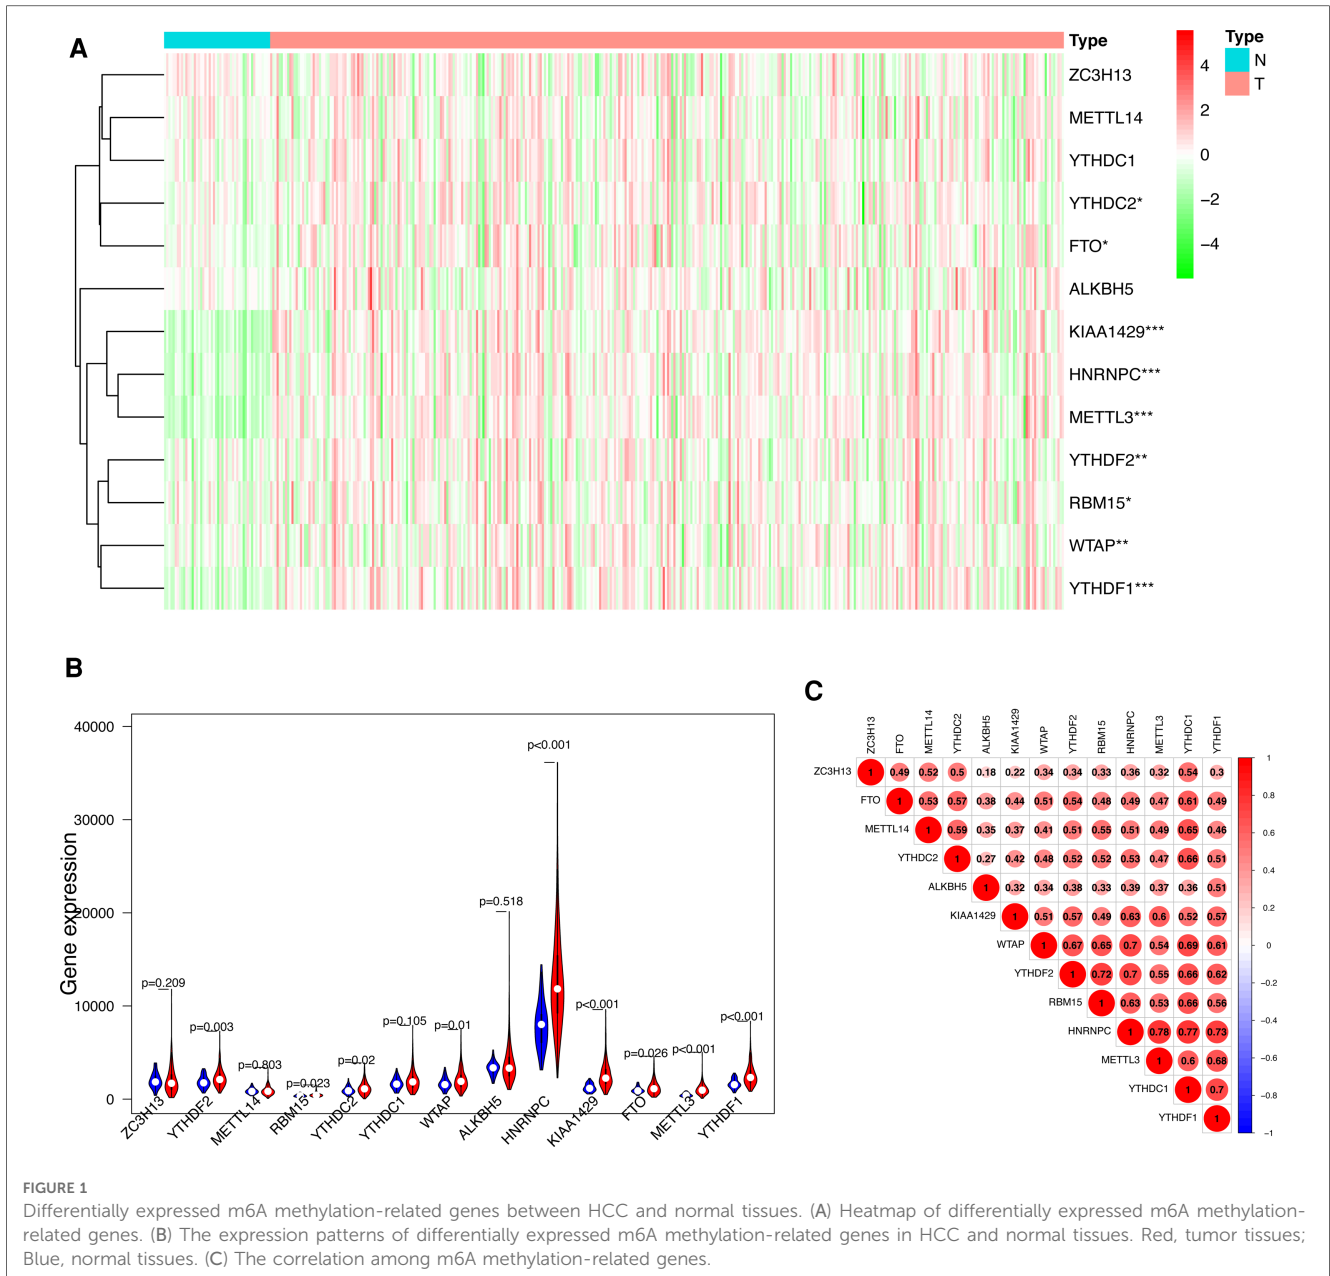 A
Type
ZC3H13
METTL14
YTHDC1
YTHDC2*
FTO*
ALKBH5
KIAA1429***
HNRNPC***
METTL3***
YTHDF2**
RBM15*
WTAP**
YTHDF1***
4
2
0
−2
−4
Type
N
T
B
Gene expression
40000
30000
20000
10000
0
p=0.209
p=0.003
p=0.803
p=0.023
p=0.02
p=0.105
p=0.01
p=0.518
p<0.001
p<0.001
p=0.026
p<0.001
p<0.001
ZC3H13
YTHDF2
METTL14
RBM15
YTHDC2
YTHDC1
WTAP
ALKBH5
HNRNPC
KIAA1429
FTO
METTL3
YTHDF1
C
ZC3H13 FTO METTL14 YTHDC2 ALKBH5 KIAA1429 WTAP YTHDF2 RBM15 HNRNPC METTL3 YTHDC1 YTHDF1
ZC3H13 1 0.49 0.52 0.5 0.18 0.22 0.34 0.34 0.33 0.36 0.32 0.54 0.3
FTO 1 0.53 0.57 0.38 0.44 0.51 0.54 0.48 0.49 0.47 0.61 0.49
METTL14 1 0.59 0.35 0.37 0.41 0.51 0.55 0.51 0.49 0.65 0.46
YTHDC2 1 0.27 0.42 0.48 0.52 0.52 0.53 0.47 0.66 0.51
ALKBH5 1 0.32 0.34 0.38 0.33 0.39 0.37 0.36 0.51
KIAA1429 1 0.51 0.57 0.49 0.63 0.6 0.52 0.57
WTAP 1 0.67 0.65 0.7 0.54 0.69 0.61
YTHDF2 1 0.72 0.7 0.55 0.66 0.62
RBM15 1 0.63 0.53 0.66 0.56
HNRNPC 1 0.78 0.77 0.73
METTL3 1 0.6 0.68
YTHDC1 1 0.7
YTHDF1 1
1
0.8
0.6
0.4
0.2
0
−0.2
−0.4
−0.6
−0.8
−1
FIGURE 1
Differentially expressed m6A methylation-related genes between HCC and normal tissues. (A) Heatmap of differentially expressed m6A methylation-
related genes. (B) The expression patterns of differentially expressed m6A methylation-related genes in HCC and normal tissues. Red, tumor tissues;
Blue, normal tissues. (C) The correlation among m6A methylation-related genes.